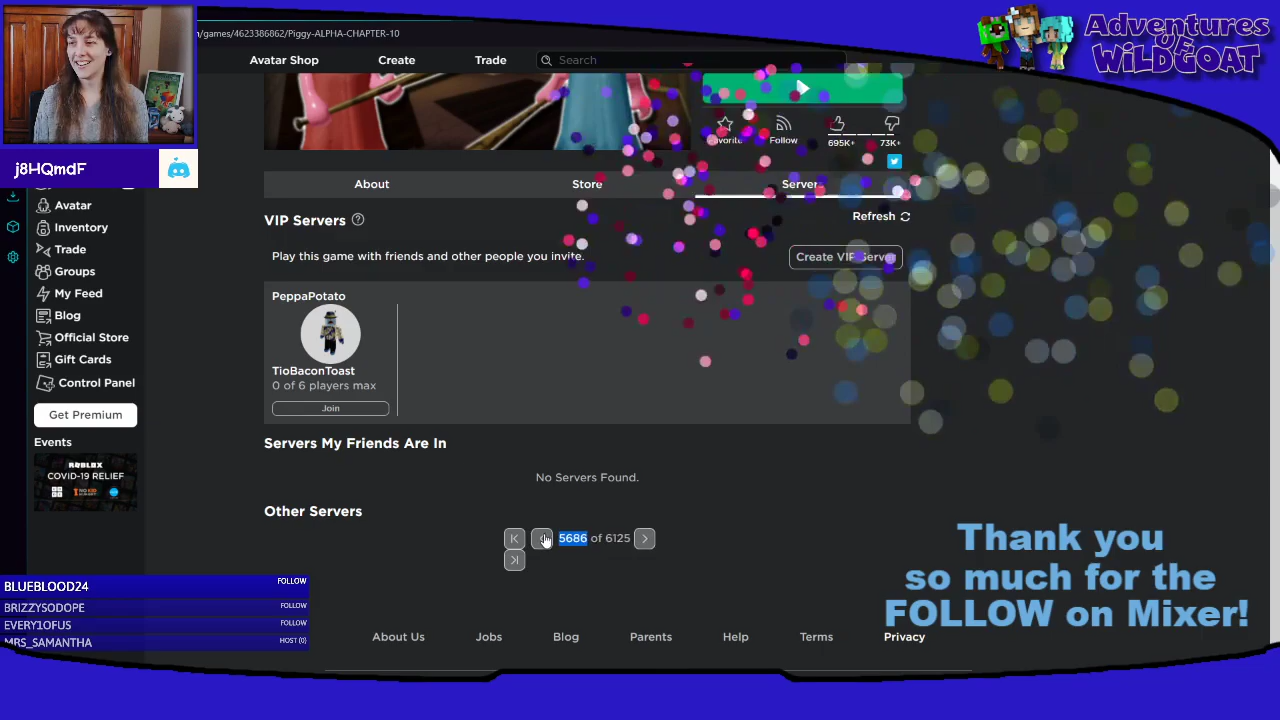 n/games/4623386862/Piggy-ALPHA-CHAPTER-10
Adventures
of
WildGoat
Avatar Shop
Create
Trade
Search
Favorite
Follow
695K+
73K+
j8HQmdF
About
Store
Servers
Avatar
Inventory
Trade
Groups
My Feed
Blog
Official Store
Gift Cards
Control Panel
Get Premium
Events
ROBLOX
COVID-19 RELIEF
VIP Servers
Refresh
Play this game with friends and other people you invite.
Create VIP Server
PeppaPotato
TioBaconToast
0 of 6 players max
Join
Servers My Friends Are In
No Servers Found.
Other Servers
5686 of 6125
Thank you
so much for the
FOLLOW on Mixer!
BLUEBLOOD24 FOLLOW
BRIZZYSODOPE FOLLOW
EVERY1OFUS FOLLOW
MRS_SAMANTHA HOST (0)
About Us
Jobs
Blog
Parents
Help
Terms
Privacy